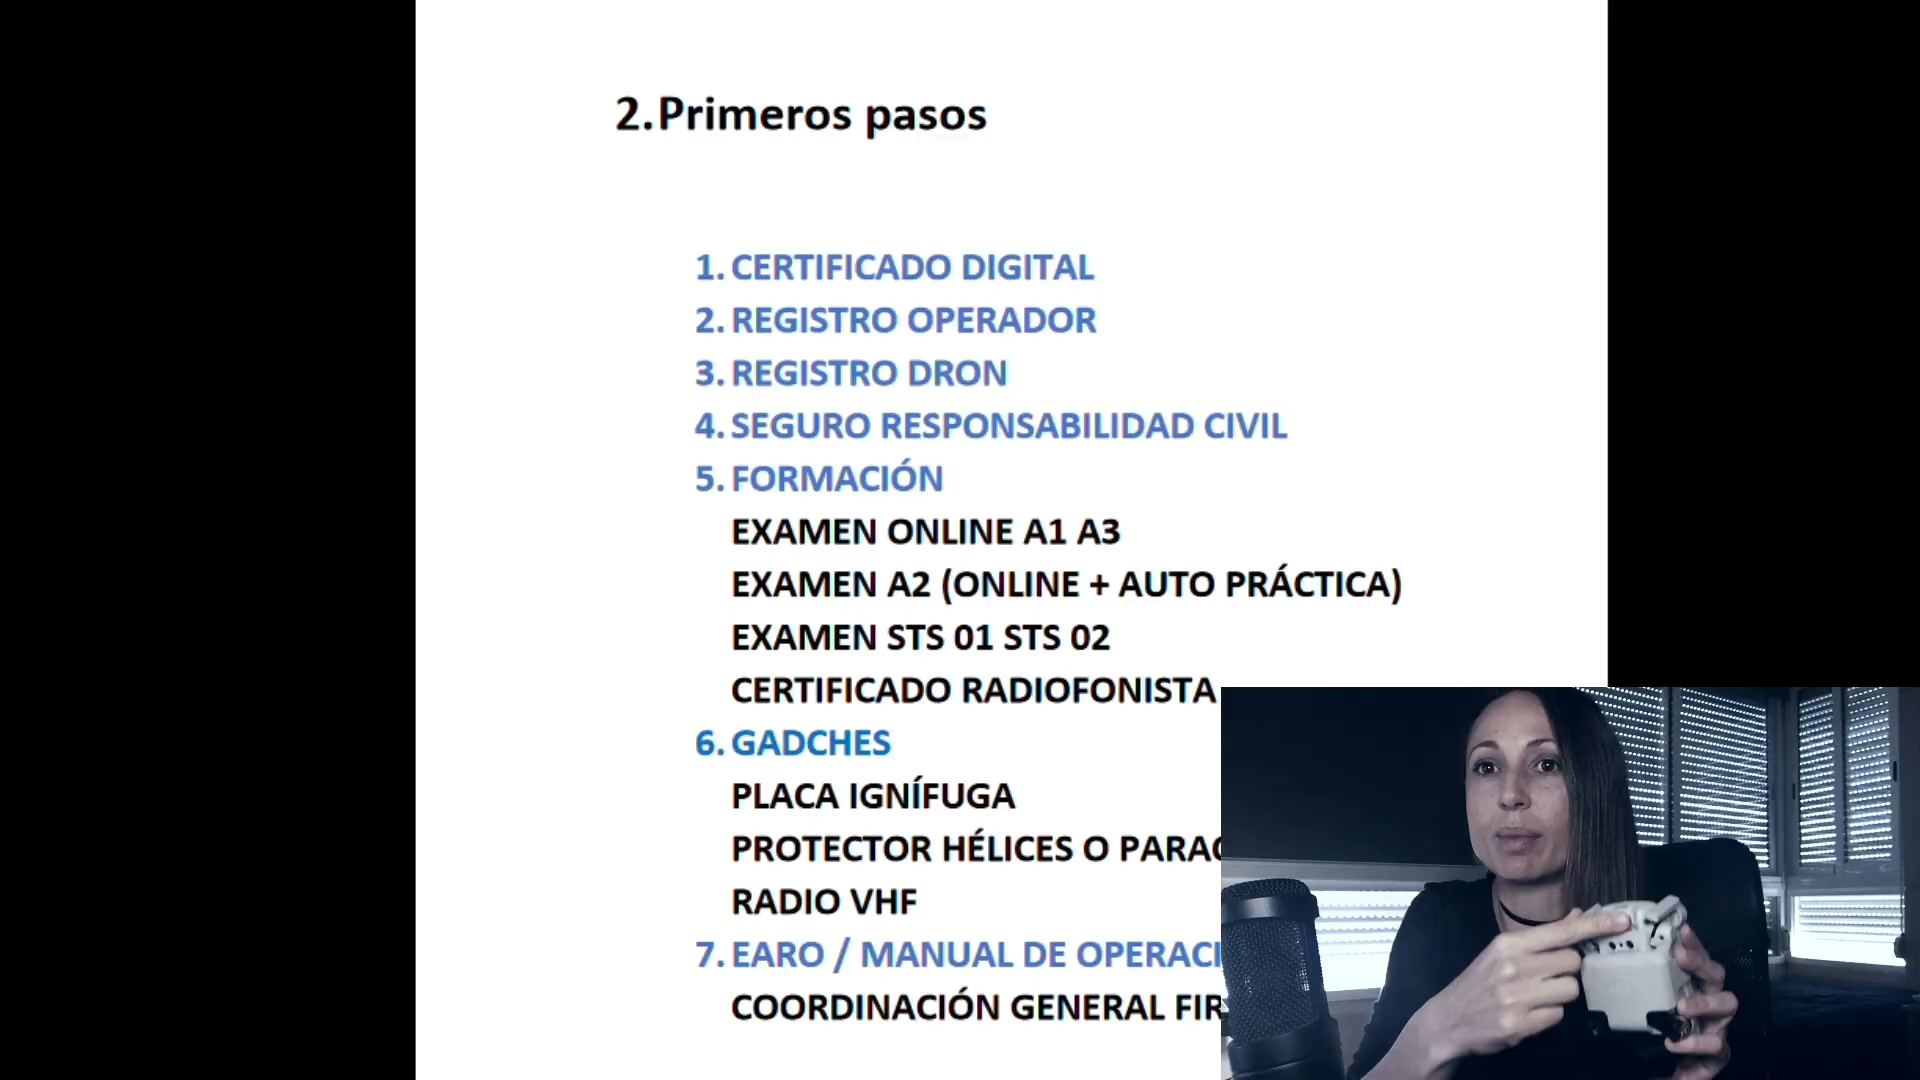 2. Primeros pasos
1. CERTIFICADO DIGITAL
2. REGISTRO OPERADOR
3. REGISTRO DRON
4. SEGURO RESPONSABILIDAD CIVIL
5. FORMACIÓN
EXAMEN ONLINE A1 A3
EXAMEN A2 (ONLINE + AUTO PRÁCTICA)
EXAMEN STS 01 STS 02
CERTIFICADO RADIOFONISTA
6. GADCHES
PLACA IGNÍFUGA
PROTECTOR HÉLICES O
RADIO VHF
7. EARO / MANUAL DE
COORDINACIÓN GENERAL